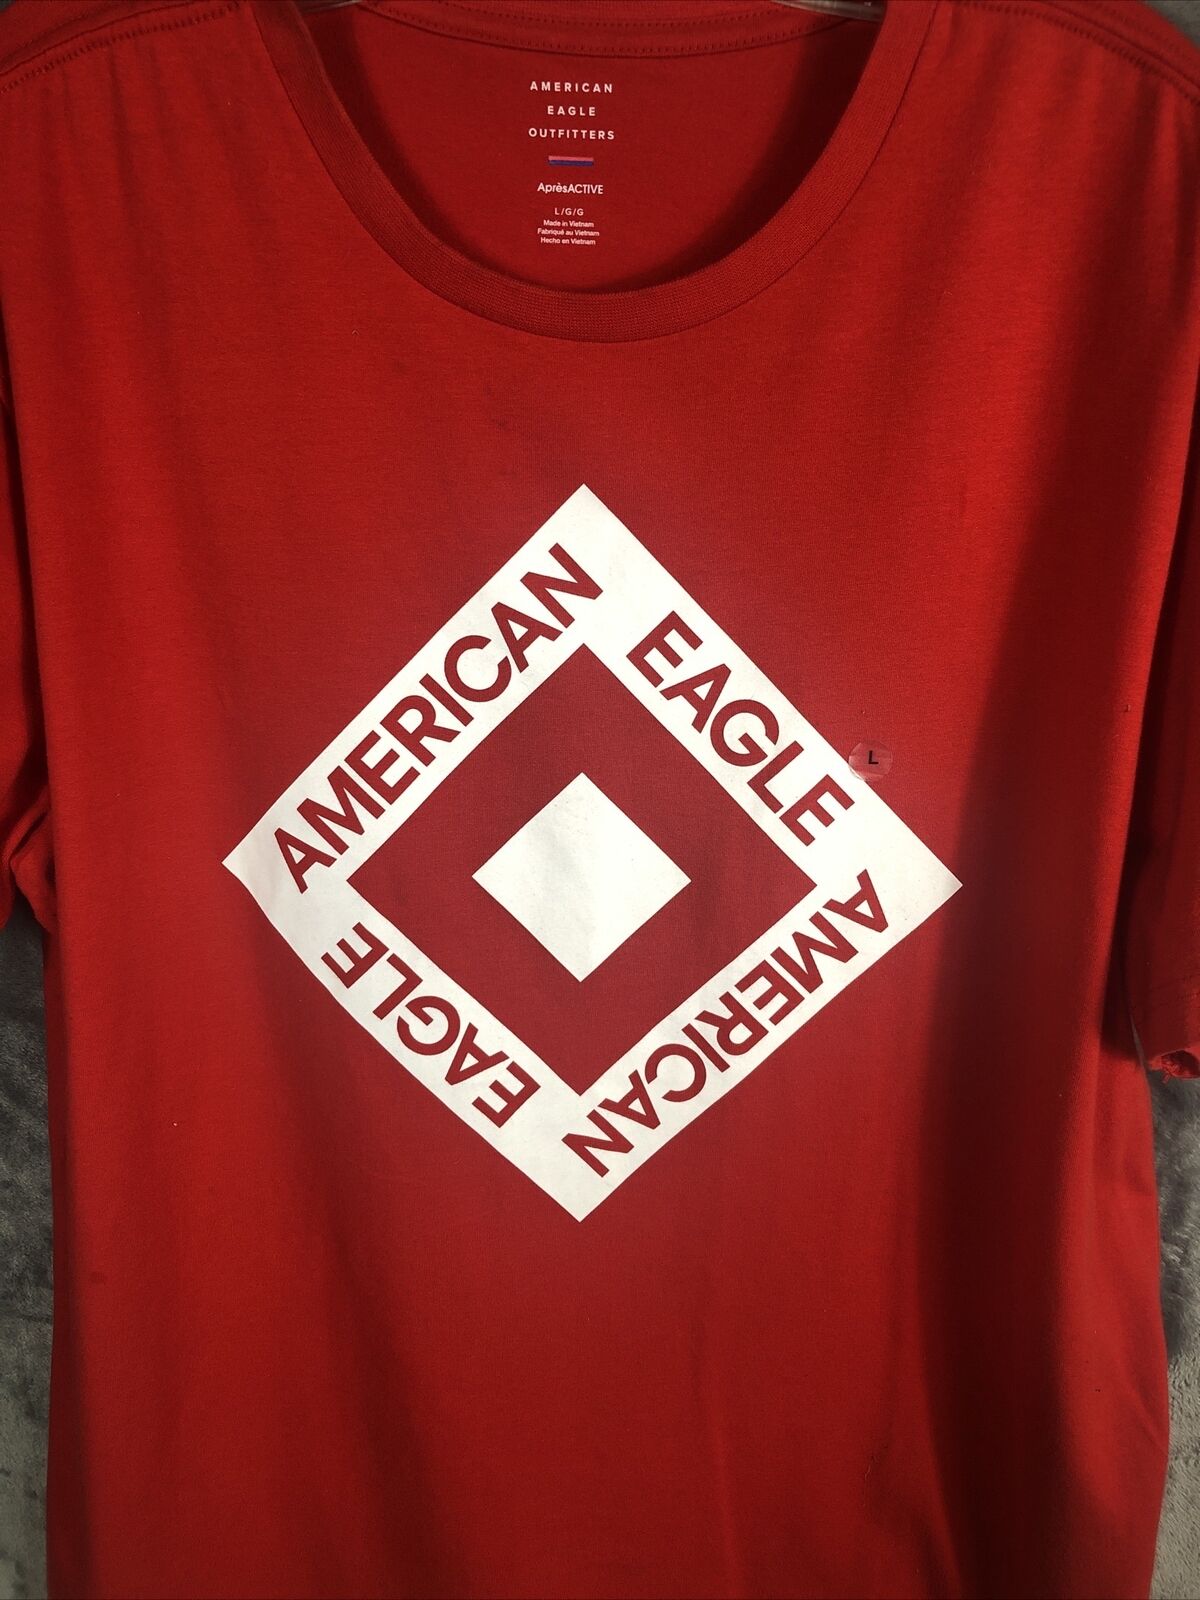 AMERICAN
EAGLE
OUTFITTERS
AprèsACTIVE
L/G/G
Made in Vietnam
Fabriqué au Vietnam
Hecho en Vietnam
AMERICAN
EAGLE
L
AMERICAN
EAGLE